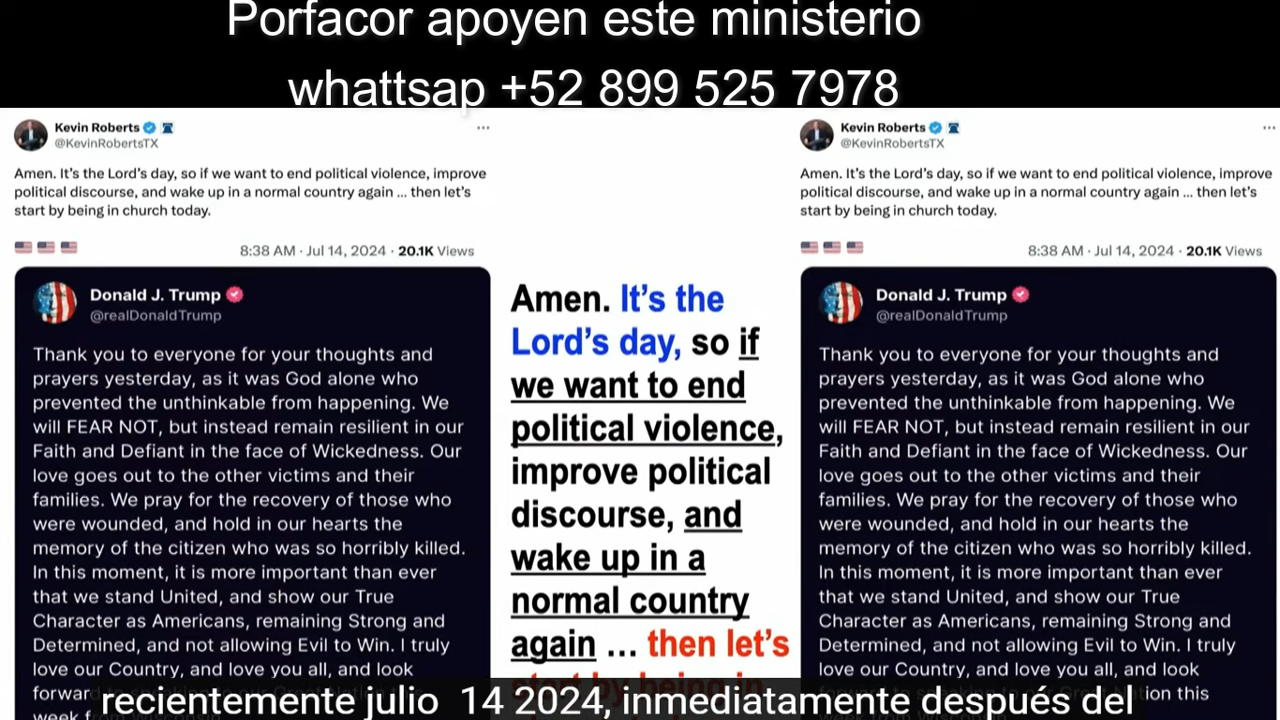 Porfacor apoyen este ministerio
whattsap +52 899 525 7978
Kevin Roberts
@KevinRobertsTX
Amen. It's the Lord's day, so if we want to end political violence, improve
political discourse, and wake up in a normal country again ... then let's
start by being in church today.
8:38 AM · Jul 14, 2024 · 20.1K Views
Donald J. Trump
@realDonaldTrump
Thank you to everyone for your thoughts and
prayers yesterday, as it was God alone who
prevented the unthinkable from happening. We
will FEAR NOT, but instead remain resilient in our
Faith and Defiant in the face of Wickedness. Our
love goes out to the other victims and their
families. We pray for the recovery of those who
were wounded, and hold in our hearts the
memory of the citizen who was so horribly killed.
In this moment, it is more important than ever
that we stand United, and show our True
Character as Americans, remaining Strong and
Determined, and not allowing Evil to Win. I truly
love our Country, and love you all, and look
forward
week
Amen. It's the
Lord's day, so if
we want to end
political violence,
improve political
discourse, and
wake up in a
normal country
again ... then let's
start by being in
Kevin Roberts
@KevinRobertsTX
Amen. It's the Lord's day, so if we want to end political violence, improve
political discourse, and wake up in a normal country again ... then let's
start by being in church today.
8:38 AM · Jul 14, 2024 · 20.1K Views
Donald J. Trump
@realDonaldTrump
Thank you to everyone for your thoughts and
prayers yesterday, as it was God alone who
prevented the unthinkable from happening. We
will FEAR NOT, but instead remain resilient in our
Faith and Defiant in the face of Wickedness. Our
love goes out to the other victims and their
families. We pray for the recovery of those who
were wounded, and hold in our hearts the
memory of the citizen who was so horribly killed.
In this moment, it is more important than ever
that we stand United, and show our True
Character as Americans, remaining Strong and
Determined, and not allowing Evil to Win. I truly
love our Country, and love you all, and look
forward to speaking to our Great Nation this
recientemente julio 14 2024, inmediatamente después del